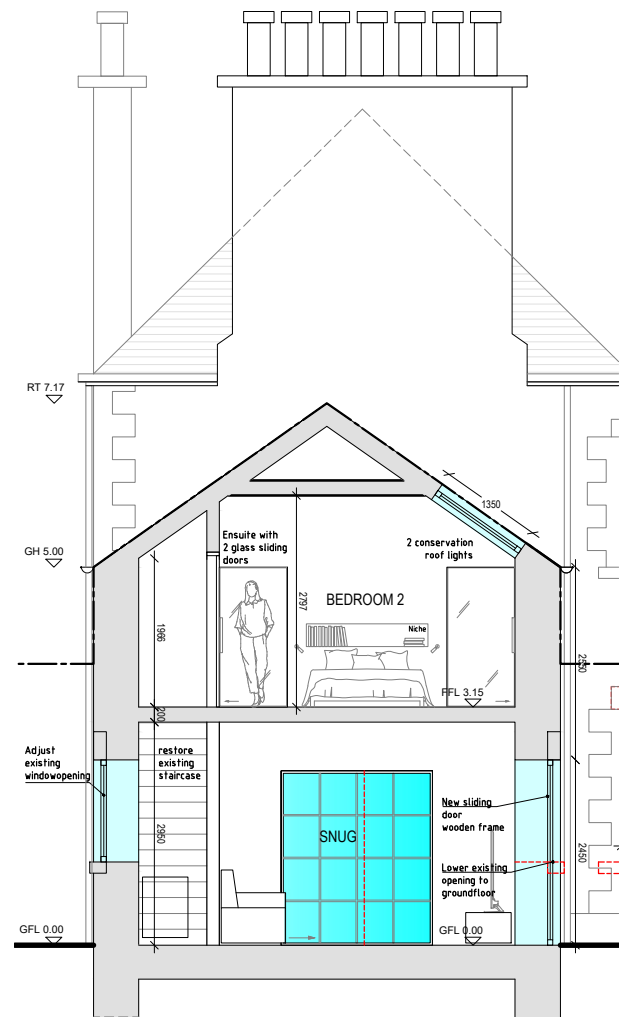 RT 7.17
1350
Ensuite with
2 glass sliding
doors
2 conservation
roof lights
GH 5.00
2797
BEDROOM 2
1966
Niche
2550
FFL 3.15
200
Adjust
existing
windowopening
restore
existing
staircase
New sliding
door
wooden frame
SNUG
2950
2450
Lower existing
opening to
groundfloor
GFL 0.00
GFL 0.00